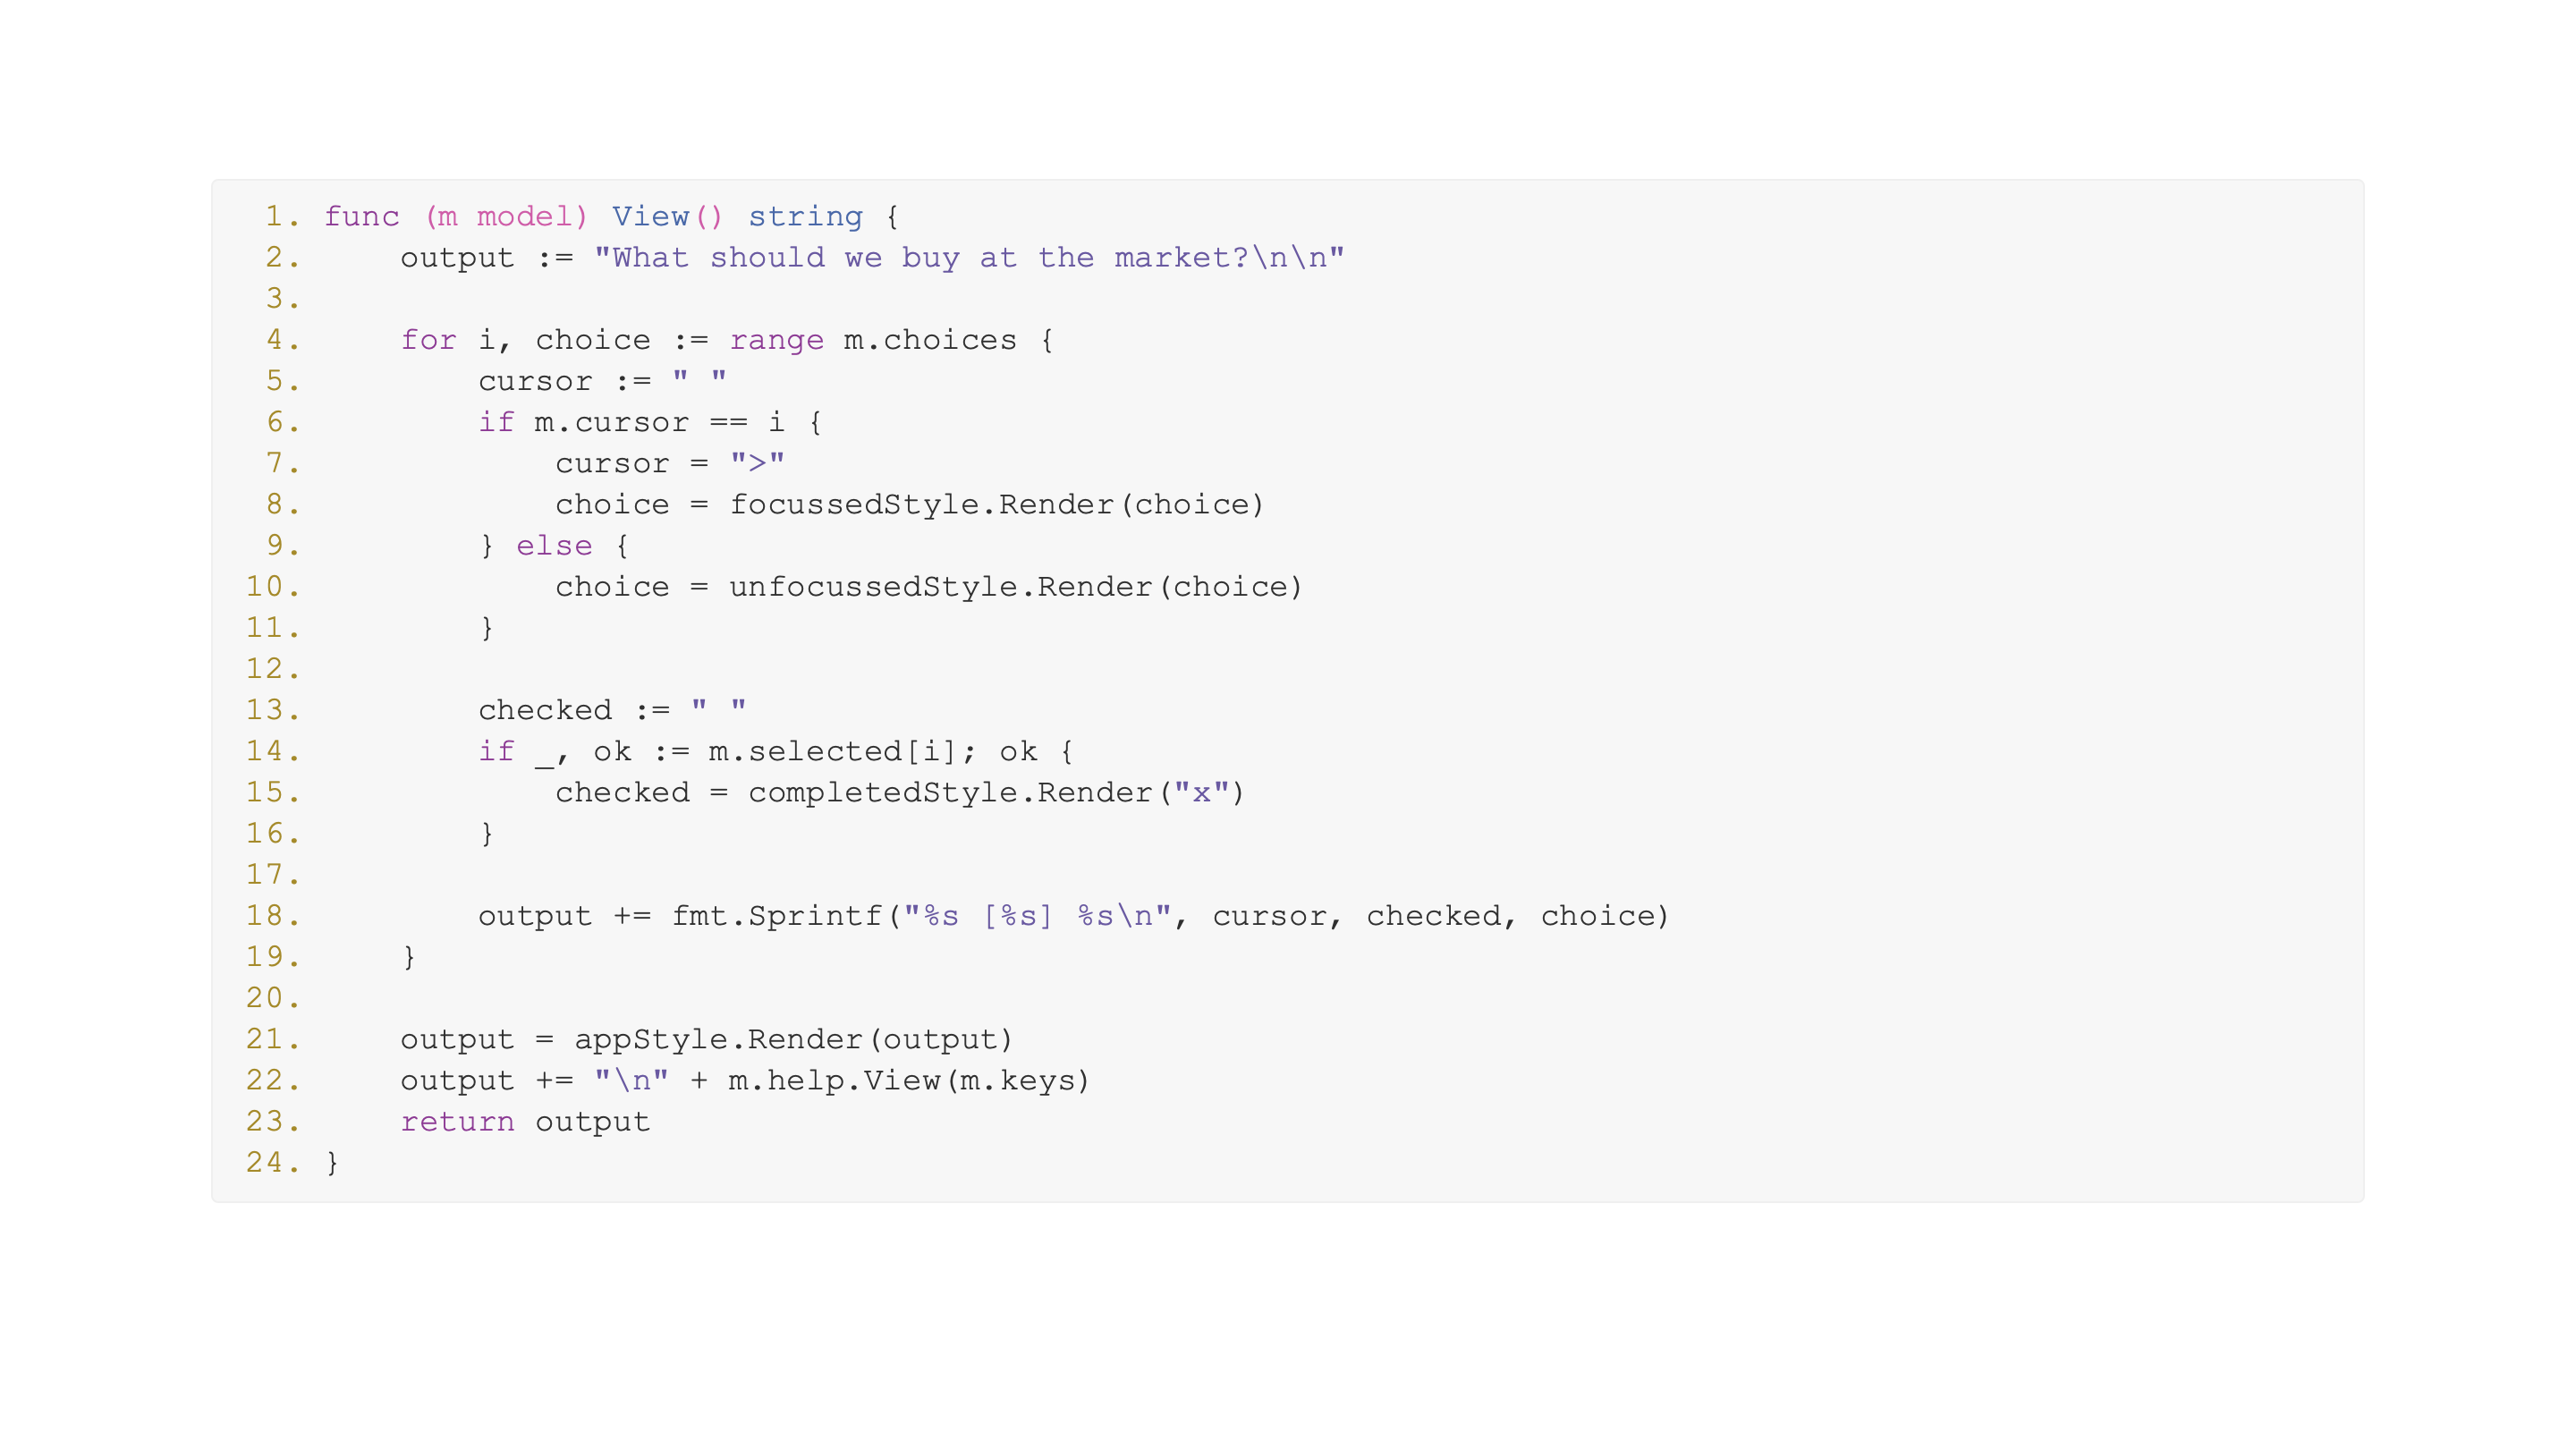 1. func (m model) View() string {
2.     output := "What should we buy at the market?\n\n"
3.
4.     for i, choice := range m.choices {
5.         cursor := " "
6.         if m.cursor == i {
7.             cursor = ">"
8.             choice = focussedStyle.Render(choice)
9.         } else {
10.             choice = unfocussedStyle.Render(choice)
11.         }
12.
13.         checked := " "
14.         if _, ok := m.selected[i]; ok {
15.             checked = completedStyle.Render("x")
16.         }
17.
18.         output += fmt.Sprintf("%s [%s] %s\n", cursor, checked, choice)
19.     }
20.
21.     output = appStyle.Render(output)
22.     output += "\n" + m.help.View(m.keys)
23.     return output
24. }